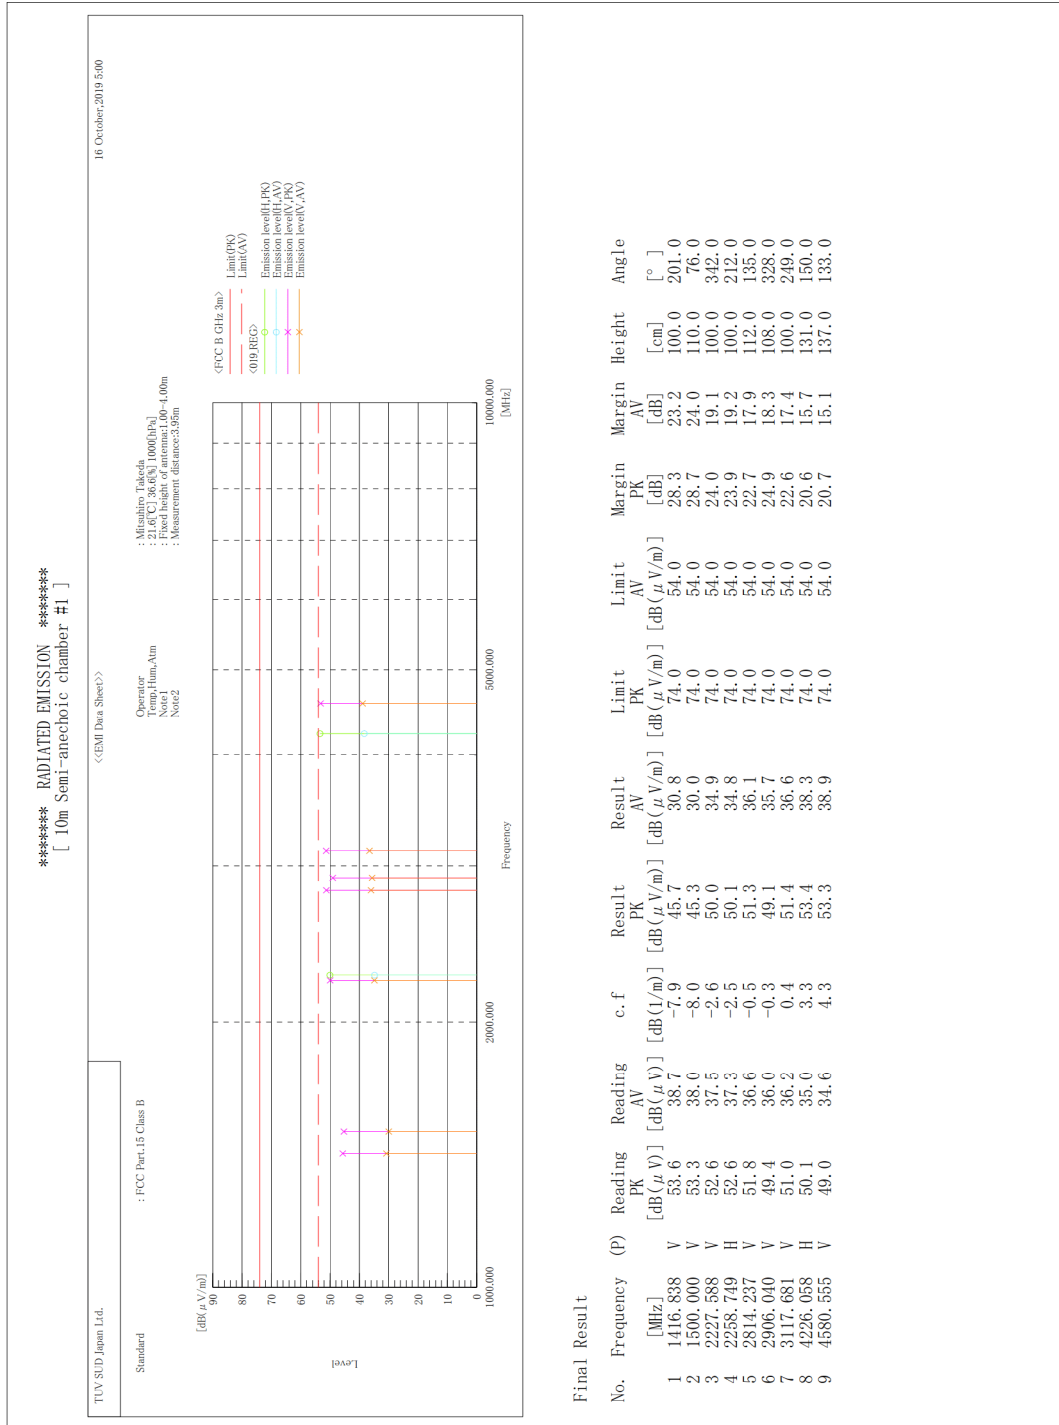 ******* RADIATED EMISSION *******
[ 10m Semi-anechoic chamber #1 ]
TUV SUD Japan Ltd.
<<EMI Data Sheet>>
16 October,2019 5:00
Standard : FCC Part.15 Class B
Operator : Mitsuhiro Takeda
Temp,Hum,Atm : 21.6[°C] 36.6[%] 1000[hPa]
Note1 : Fixed height of antenna:1.00-4.00m
Note2 : Measurement distance:3.95m
[dB(μV/m)]
90
80
70
60
50
40
30
20
10
0
Level
1000.000
2000.000
5000.000
10000.000
Frequency
[MHz]
<FCC B GHz 3m>
Limit(PK)
Limit(AV)
<019_REG>
Emission level(H,PK)
Emission level(H,AV)
Emission level(V,PK)
Emission level(V,AV)
Final Result
No. Frequency (P) Reading Reading c.f Result Result Limit Limit Margin Margin Height Angle
PK AV PK AV PK AV PK AV
[MHz] [dB(μV)] [dB(μV)] [dB(1/m)] [dB(μV/m)] [dB(μV/m)] [dB(μV/m)] [dB(μV/m)] [dB] [dB] [cm] [° ]
1 1416.838 V 53.6 38.7 -7.9 45.7 30.8 74.0 54.0 28.3 23.2 100.0 201.0
2 1500.000 V 53.3 38.0 -8.0 45.3 30.0 74.0 54.0 28.7 24.0 110.0 76.0
3 2227.588 V 52.6 37.5 -2.6 50.0 34.9 74.0 54.0 24.0 19.1 100.0 342.0
4 2258.749 H 52.6 37.3 -2.5 50.1 34.8 74.0 54.0 23.9 19.2 100.0 212.0
5 2814.237 V 51.8 36.6 -0.5 51.3 36.1 74.0 54.0 22.7 17.9 112.0 135.0
6 2906.040 V 49.4 36.0 -0.3 49.1 35.7 74.0 54.0 24.9 18.3 108.0 328.0
7 3117.681 V 51.0 36.2 0.4 51.4 36.6 74.0 54.0 22.6 17.4 100.0 249.0
8 4226.058 H 50.1 35.0 3.3 53.4 38.3 74.0 54.0 20.6 15.7 131.0 150.0
9 4580.555 V 49.0 34.6 4.3 53.3 38.9 74.0 54.0 20.7 15.1 137.0 133.0